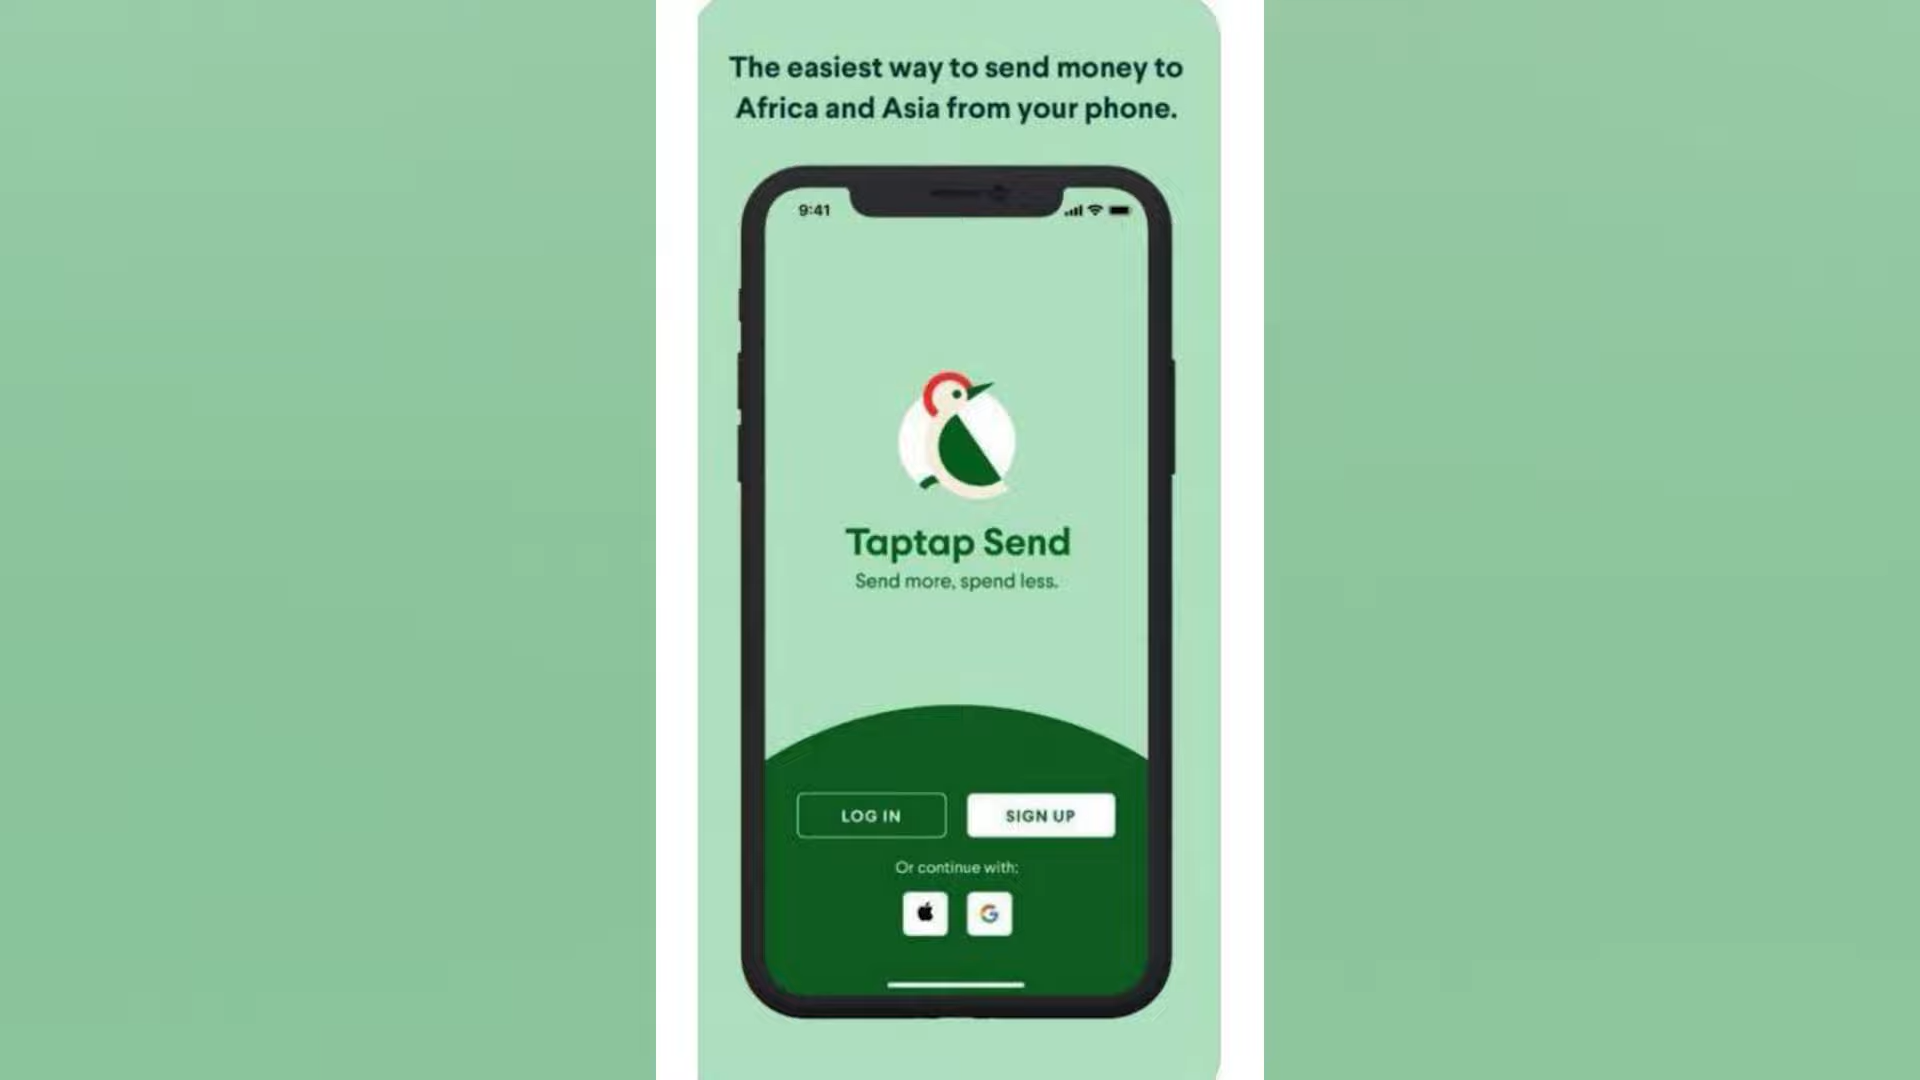 The easiest way to send money to
Africa and Asia from your phone.
9:41
Taptap Send
Send more, spend less.
LOG IN
SIGN UP
Or continue with: